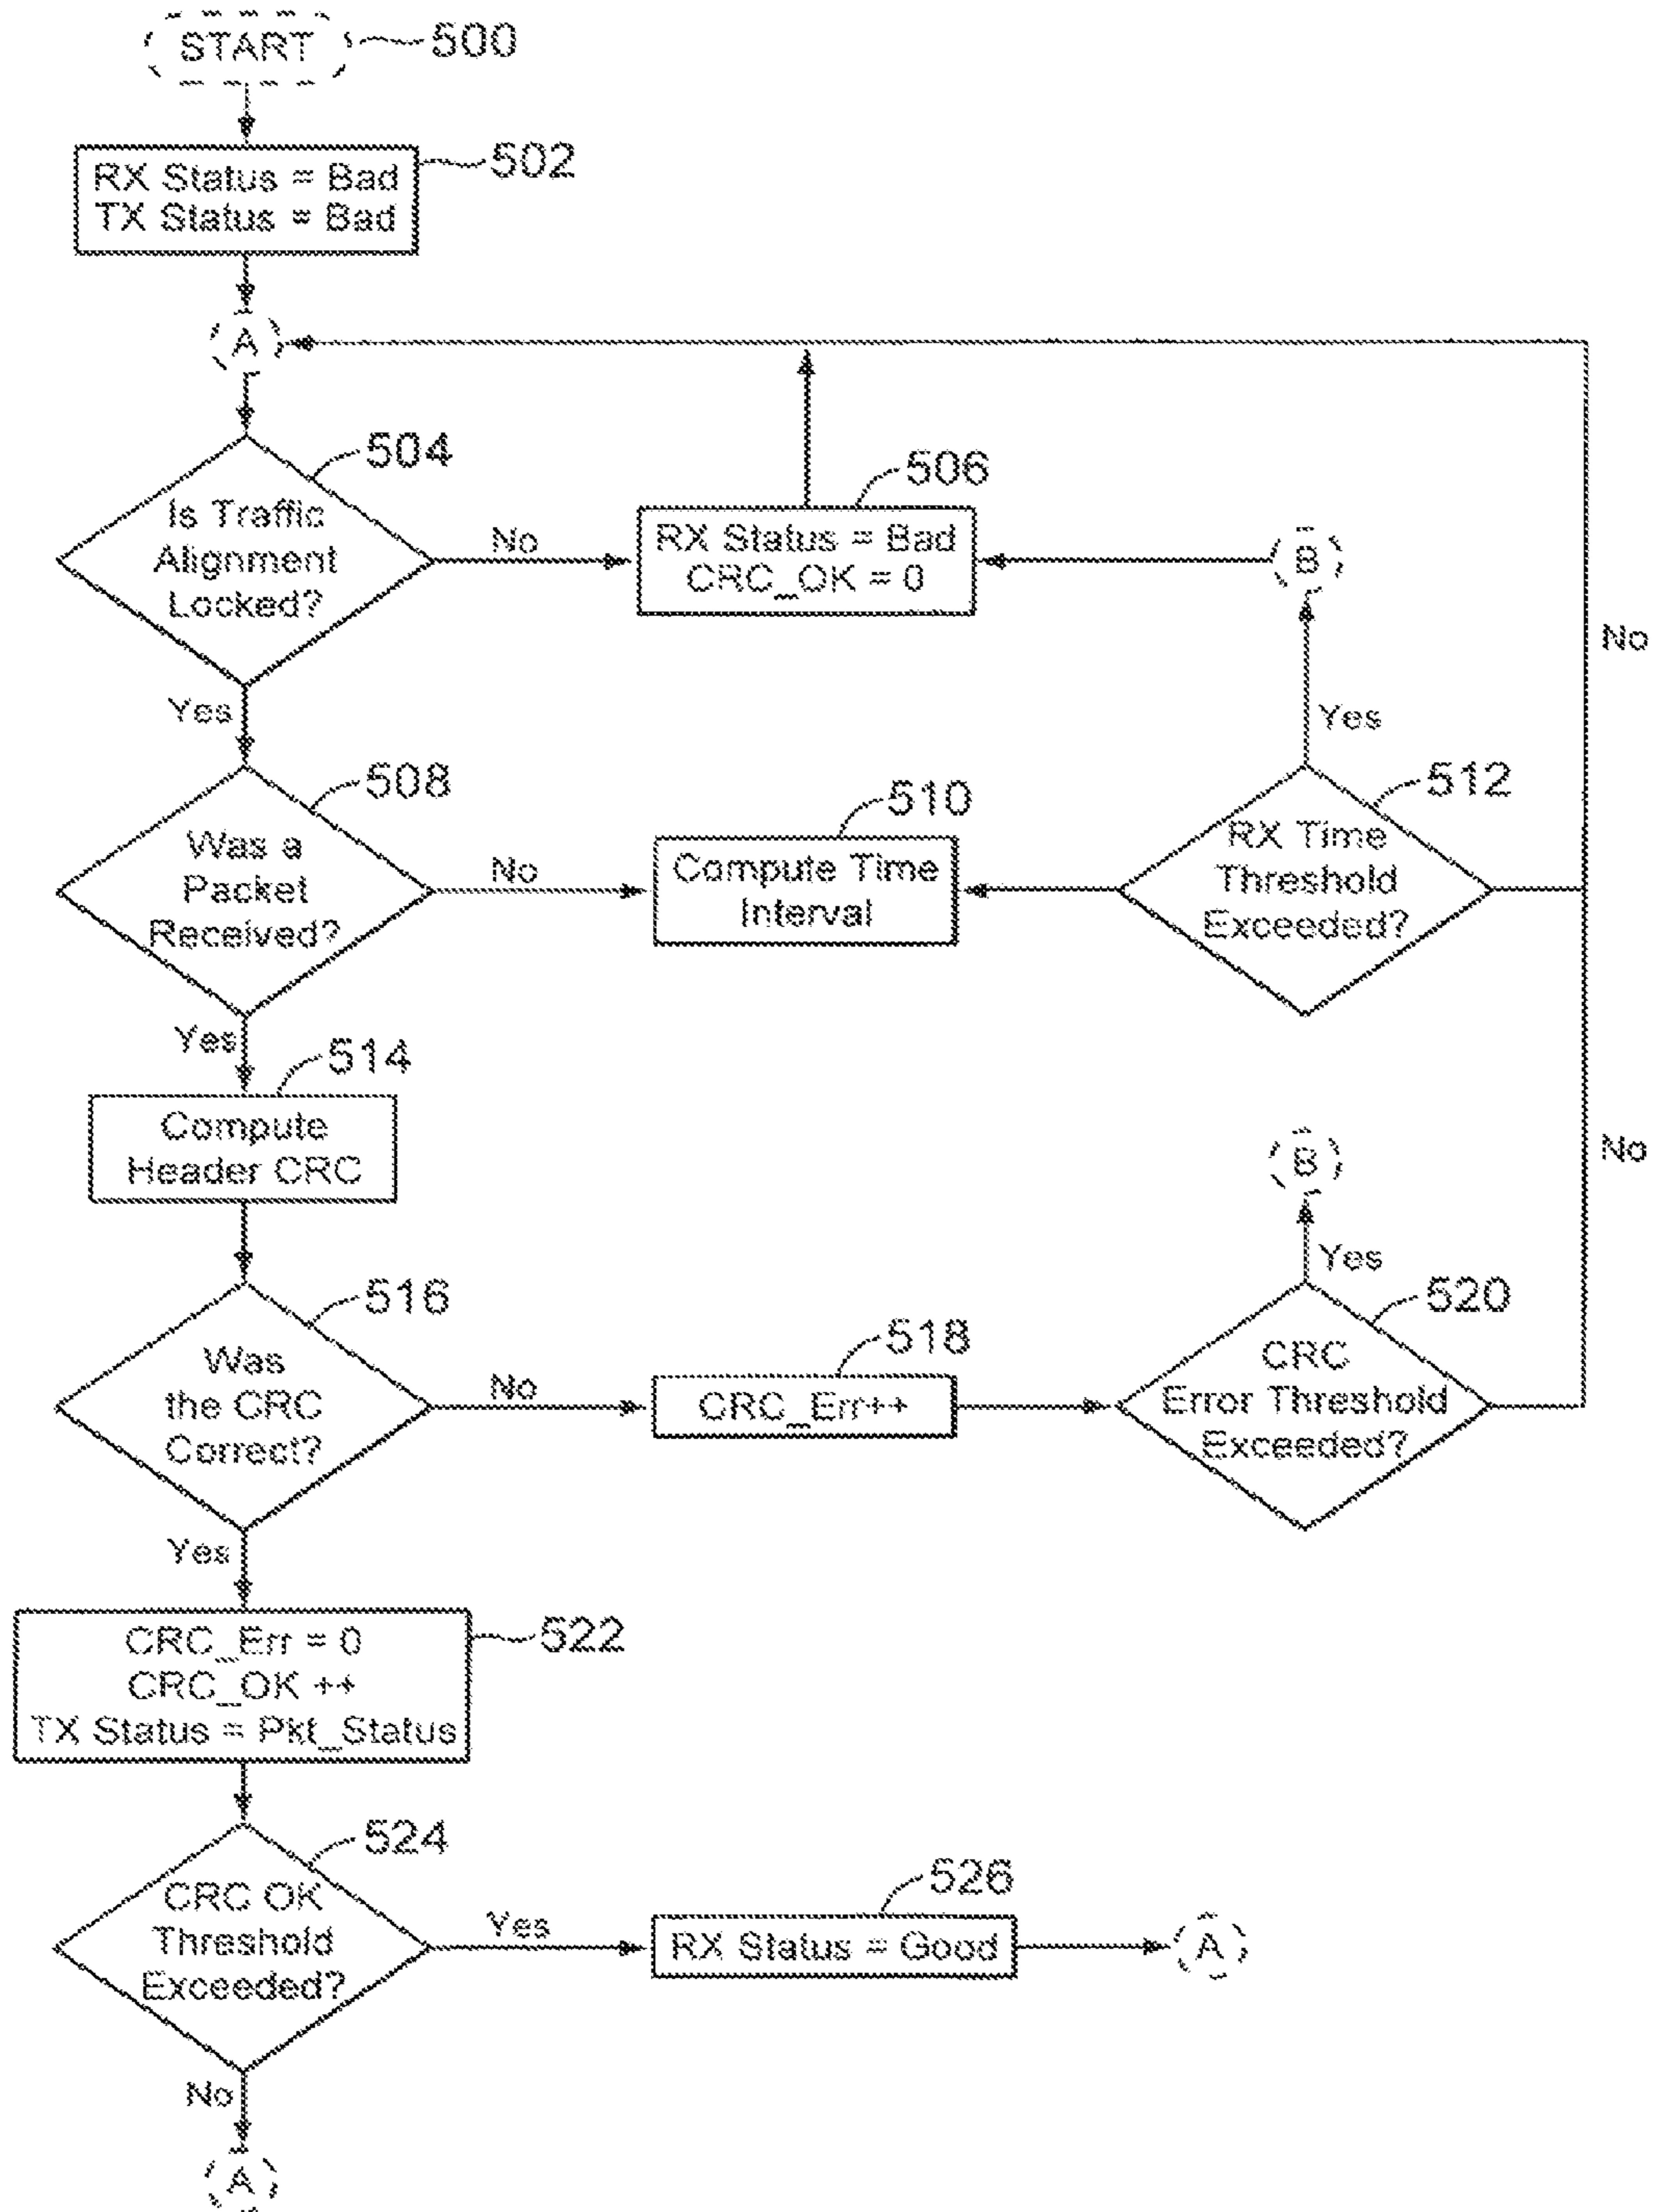 START
500
RX Status = Bad
TX Status = Bad
502
A
Is Traffic
Alignment
Locked?
504
No
RX Status = Bad
CRC_OK = 0
506
B
No
Yes
Yes
Was a
Packet
Received?
508
No
Compute Time
Interval
510
RX Time
Threshold
Exceeded?
512
Yes
Compute
Header CRC
514
B
No
Yes
Was
the CRC
Correct?
516
No
CRC_Err++
518
CRC
Error Threshold
Exceeded?
520
Yes
CRC_Err = 0
CRC_OK ++
TX Status = Pkt_Status
522
CRC OK
Threshold
Exceeded?
524
Yes
RX Status = Good
526
A
No
A